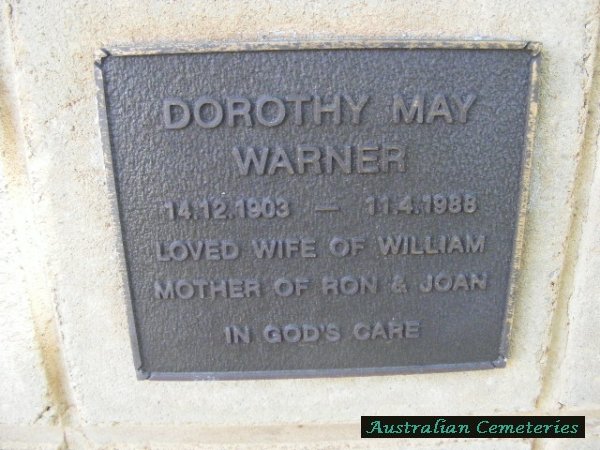 DOROTHY MAY
WARNER
14.12.1903 — 11.4.1988
LOVED WIFE OF WILLIAM
MOTHER OF RON & JOAN
IN GOD'S CARE
Australian Cemeteries